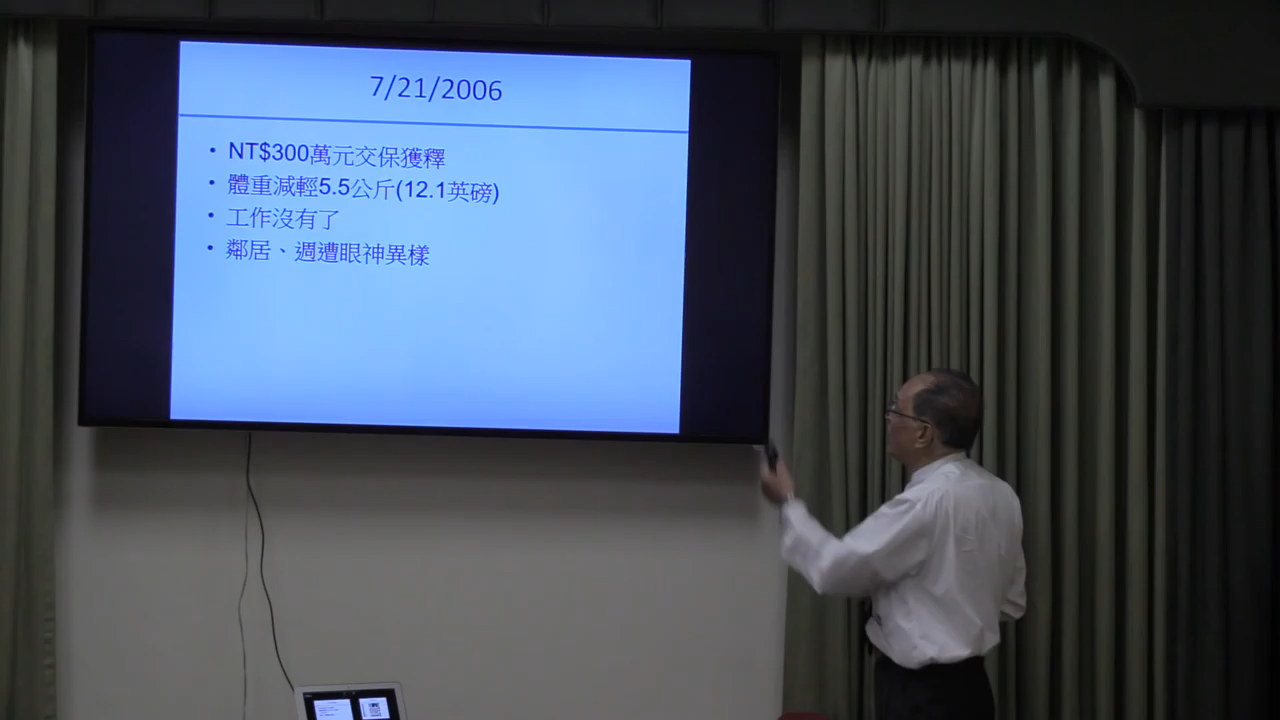 7/21/2006
• NT$300萬元交保獲釋
• 體重減輕5.5公斤(12.1英磅)
• 工作沒有了
• 鄰居、週遭眼神異樣